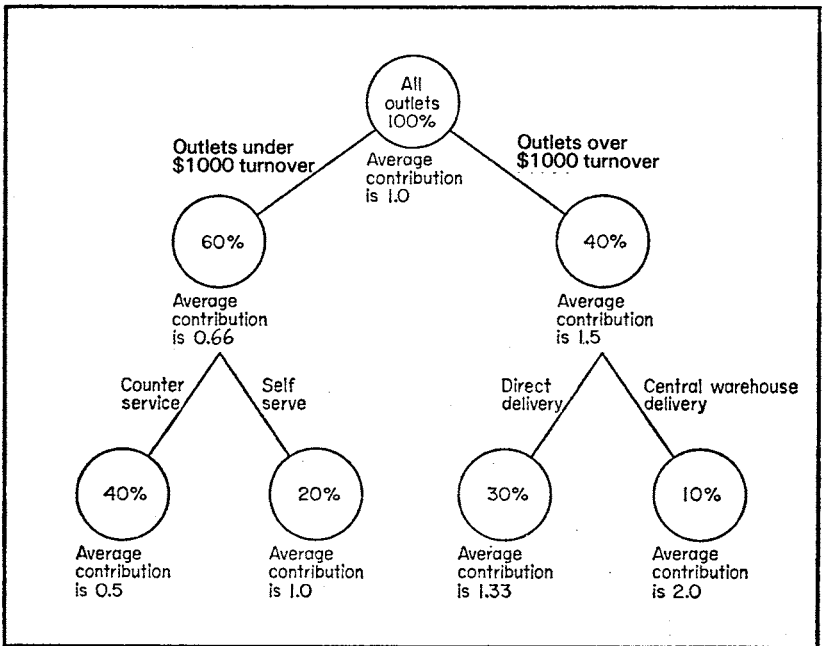 All
outlets
100%
Outlets under
$1000 turnover
Outlets over
$1000 turnover
Average
contribution
is 1.0
60%
40%
Average
contribution
is 0.66
Average
contribution
is 1.5
Counter
service
Self
serve
Direct
delivery
Central warehouse
delivery
40%
20%
30%
10%
Average
contribution
is 0.5
Average
contribution
is 1.0
Average
contribution
is 1.33
Average
contribution
is 2.0